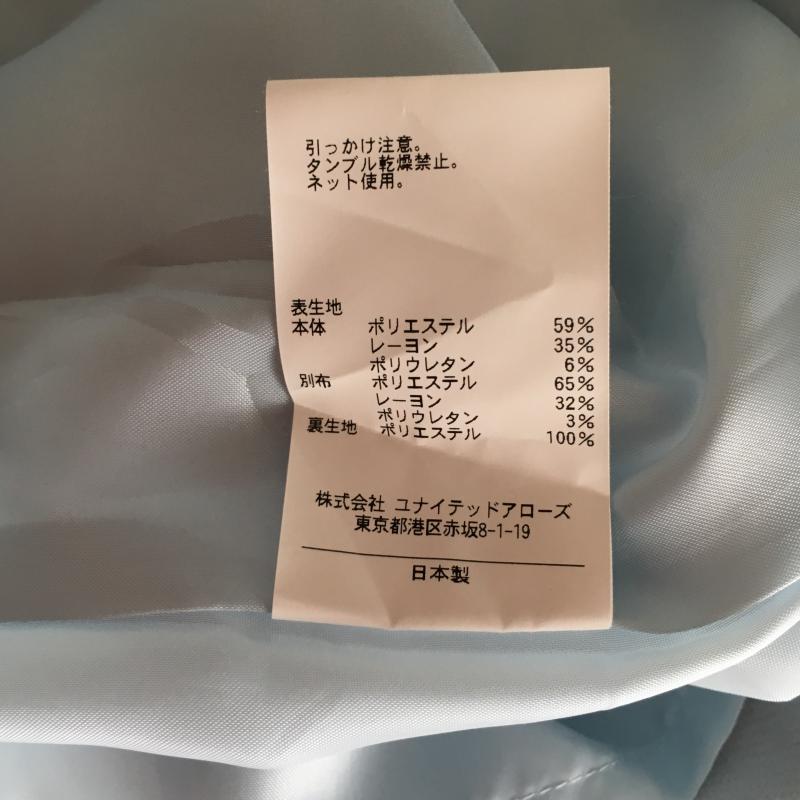 引っかけ注意。
タンブル乾燥禁止。
ネット使用。
表生地
本体 ポリエステル 59%
レーヨン 35%
ポリウレタン 6%
別布 ポリエステル 65%
レーヨン 32%
ポリウレタン 3%
裏生地 ポリエステル 100%
株式会社 ユナイテッドアローズ
東京都港区赤坂8-1-19
日本製